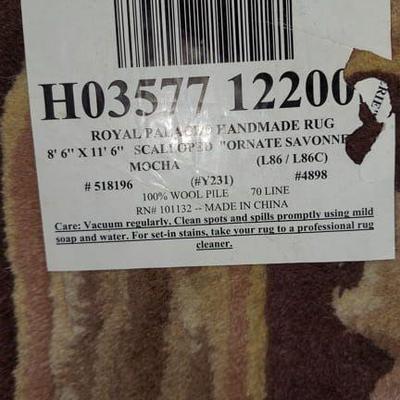 H03577 12200
ROYAL PALACE® HANDMADE RUG
8' 6" X 11' 6" SCALLOPED "ORNATE SAVONNE
MOCHA (L86 / L86C)
# 518196 (#Y231) #4898
100% WOOL PILE 70 LINE
RN# 101132 -- MADE IN CHINA
Care: Vacuum regularly. Clean spots and spills promptly using mild
soap and water. For set-in stains, take your rug to a professional rug
cleaner.